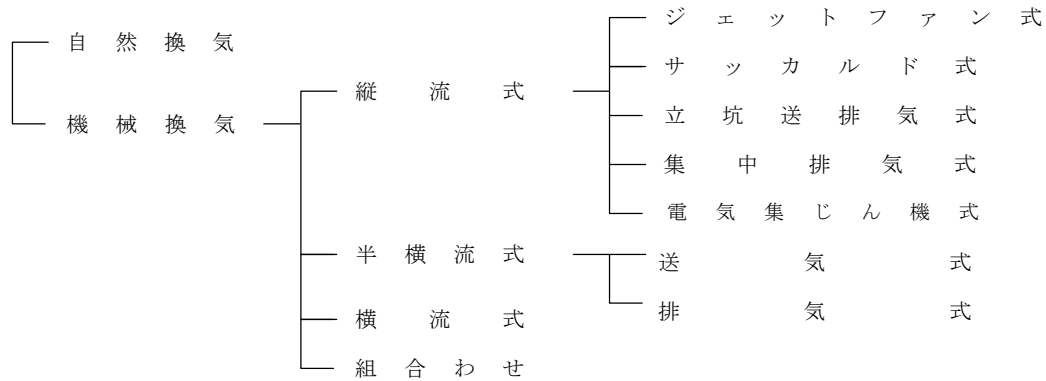 自然換気
機械換気
縦流式
ジェットファン式
サッカルド式
立坑送排気式
集中排気式
電気集じん機式
半横流式
送気式
排気式
横流式
組合わせ